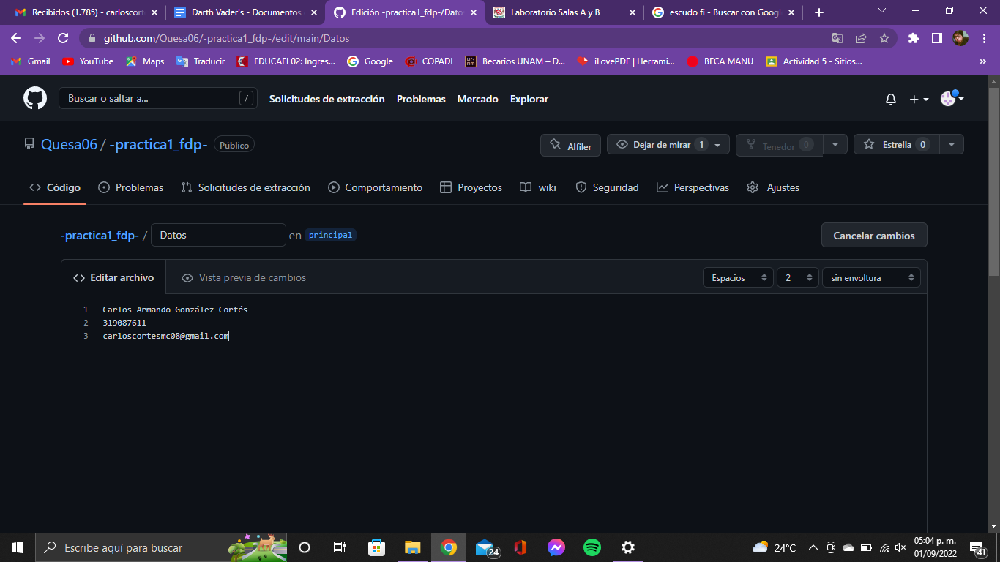 Recibidos (1.785) - carloscort
Darth Vader's - Documentos
Edición -practica1_fdp-/Dato
Laboratorio Salas A y B
escudo fi - Buscar con Googl
github.com/Quesa06/-practica1_fdp-/edit/main/Datos
Gmail YouTube Maps Traducir EDUCAFI 02: Ingres... Google COPADI Becarios UNAM – D... iLovePDF | Herrami... BECA MANU Actividad 5 - Sitios... »
Buscar o saltar a... /
Solicitudes de extracción Problemas Mercado Explorar
Quesa06 / -practica1_fdp- Público
Alfiler Dejar de mirar 1 Tenedor 0 Estrella 0
Código Problemas Solicitudes de extracción Comportamiento Proyectos wiki Seguridad Perspectivas Ajustes
-practica1_fdp- / Datos en principal Cancelar cambios
Editar archivo Vista previa de cambios Espacios 2 sin envoltura
1 Carlos Armando González Cortés
2 319087611
3 carloscortesmc08@gmail.com
Escribe aquí para buscar
24
24°C
05:04 p. m.
01/09/2022
41